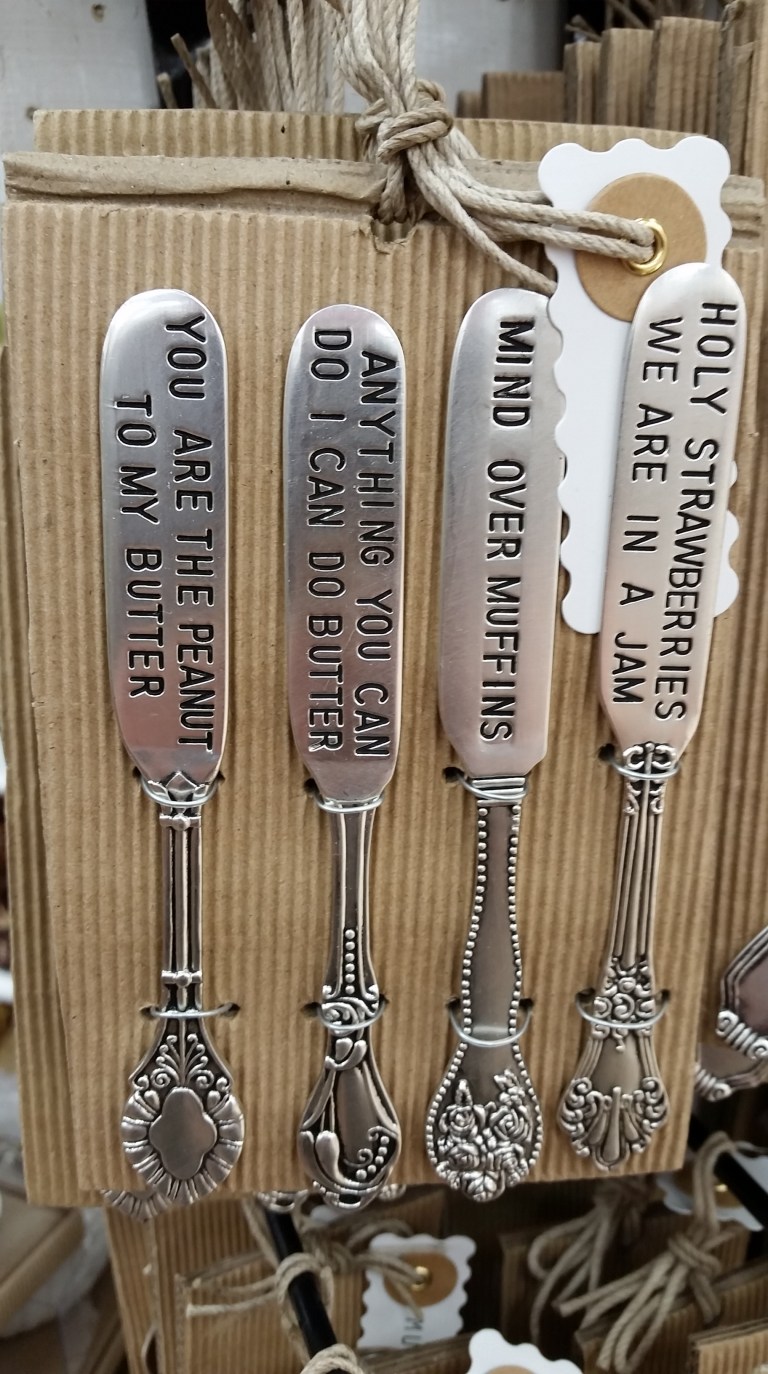 YOU ARE THE PEANUT
TO MY BUTTER
ANYTHING YOU CAN
DO I CAN DO BUTTER
MIND OVER MUFFINS
HOLY STRAWBERRIES
WE ARE IN A JAM